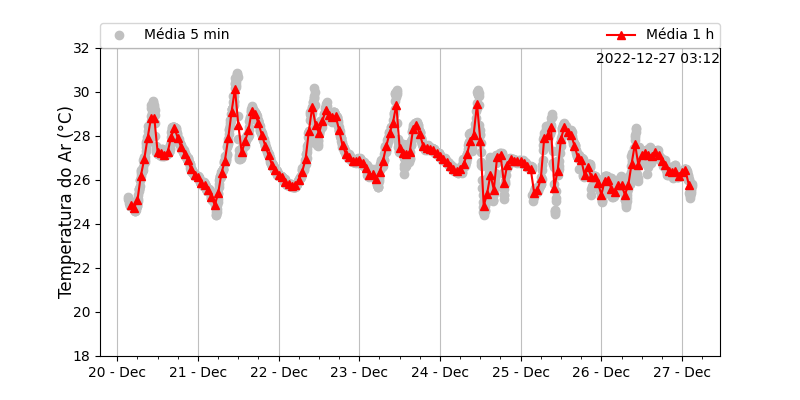 Média 5 min
Média 1 h
2022-12-27 03:12
Temperatura do Ar (°C)
32
30
28
26
24
22
20
18
20 - Dec
21 - Dec
22 - Dec
23 - Dec
24 - Dec
25 - Dec
26 - Dec
27 - Dec